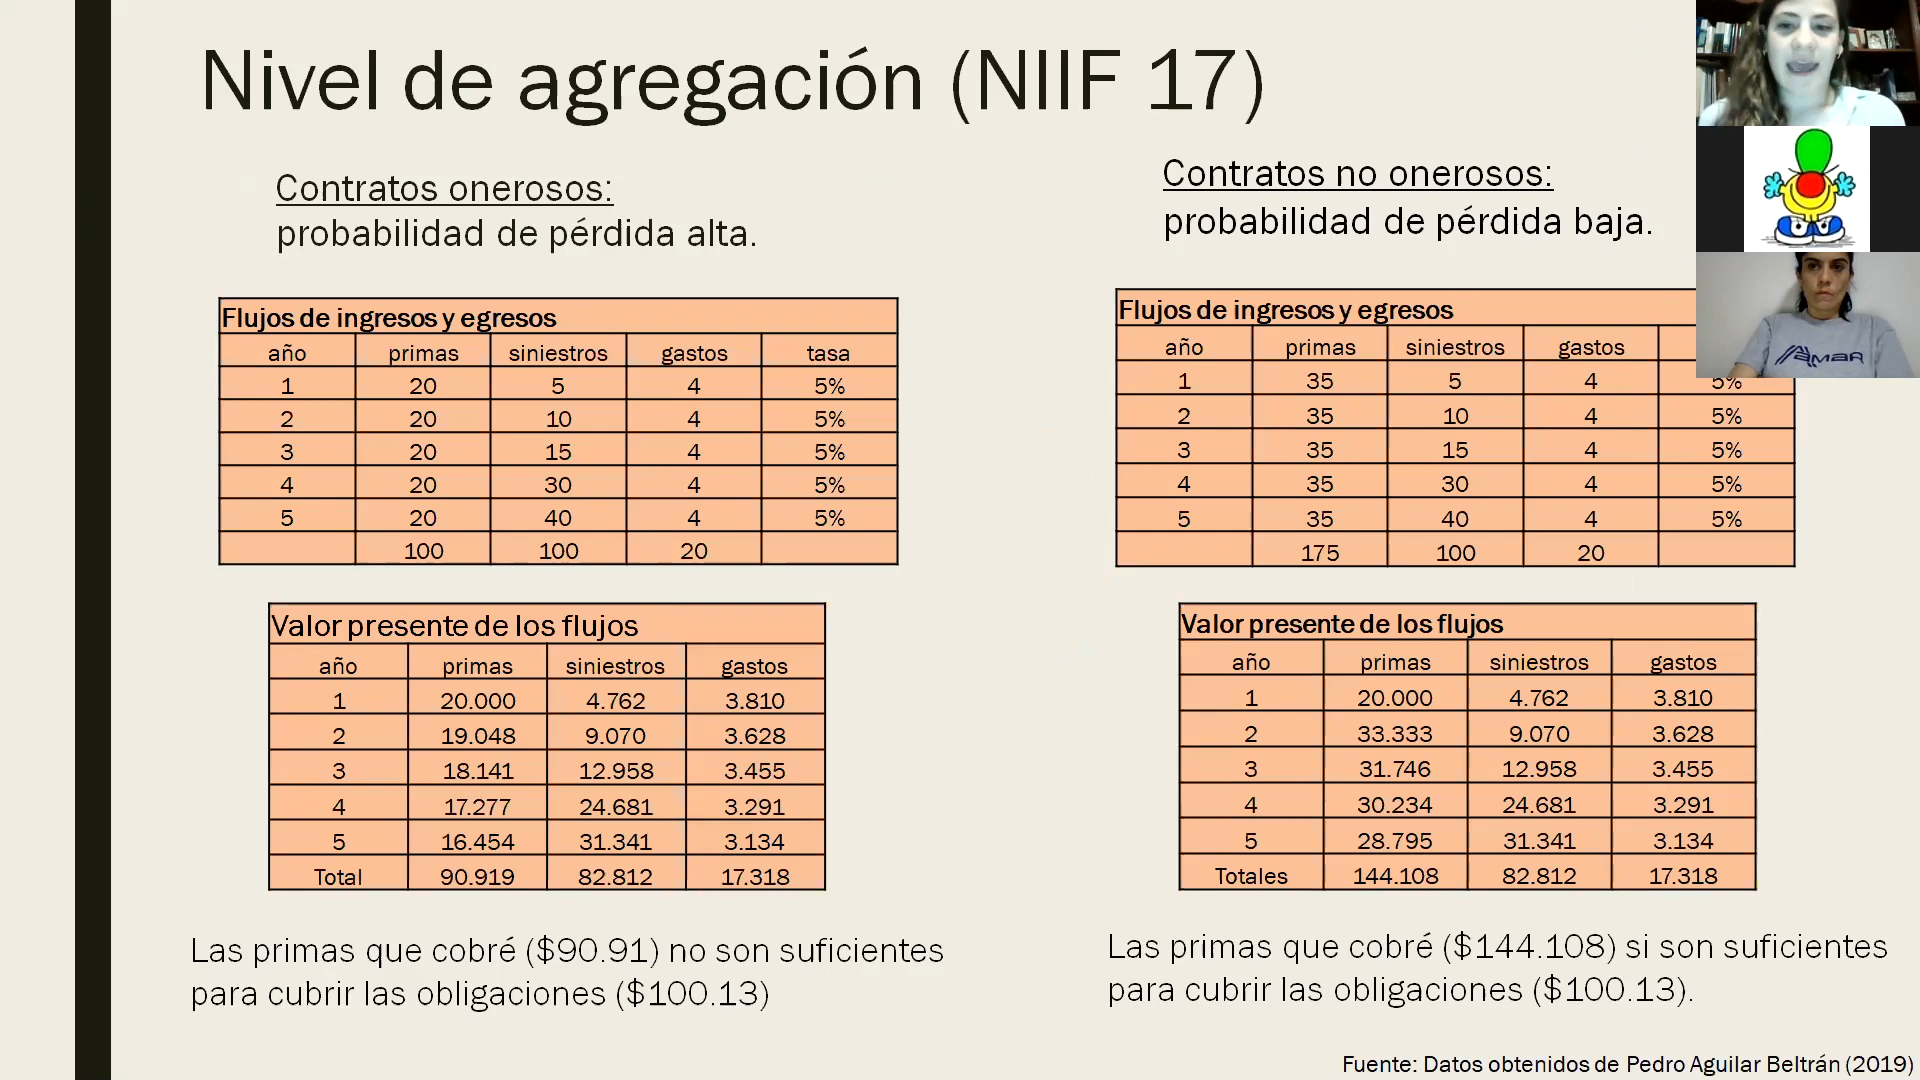 Nivel de agregación (NIIF 17)
Contratos onerosos:
probabilidad de pérdida alta.
Flujos de ingresos y egresos
año primas siniestros gastos tasa
1 20 5 4 5%
2 20 10 4 5%
3 20 15 4 5%
4 20 30 4 5%
5 20 40 4 5%
100 100 20
Valor presente de los flujos
año primas siniestros gastos
1 20.000 4.762 3.810
2 19.048 9.070 3.628
3 18.141 12.958 3.455
4 17.277 24.681 3.291
5 16.454 31.341 3.134
Total 90.919 82.812 17.318
Las primas que cobré ($90.91) no son suficientes
para cubrir las obligaciones ($100.13)
Contratos no onerosos:
probabilidad de pérdida baja.
Flujos de ingresos y egresos
año primas siniestros gastos
1 35 5 4 5%
2 35 10 4 5%
3 35 15 4 5%
4 35 30 4 5%
5 35 40 4 5%
175 100 20
Valor presente de los flujos
año primas siniestros gastos
1 20.000 4.762 3.810
2 33.333 9.070 3.628
3 31.746 12.958 3.455
4 30.234 24.681 3.291
5 28.795 31.341 3.134
Totales 144.108 82.812 17.318
Las primas que cobré ($144.108) si son suficientes
para cubrir las obligaciones ($100.13).
Fuente: Datos obtenidos de Pedro Aguilar Beltrán (2019)